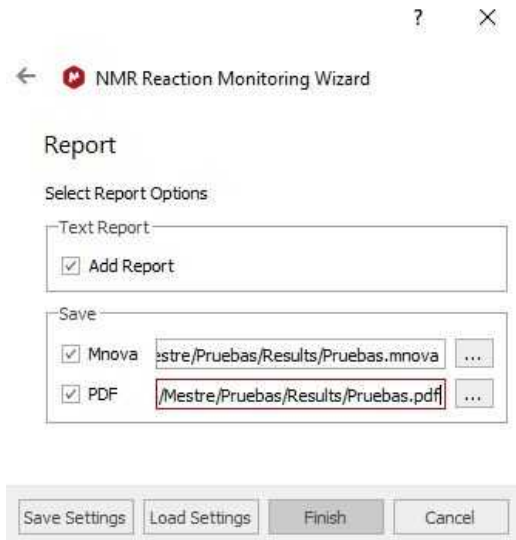 ?
NMR Reaction Monitoring Wizard
Report
Select Report Options
Text Report
Add Report
Save
Mnova estre/Pruebas/Results/Pruebas.mnova ...
PDF /Mestre/Pruebas/Results/Pruebas.pdf ...
Save Settings Load Settings Finish Cancel